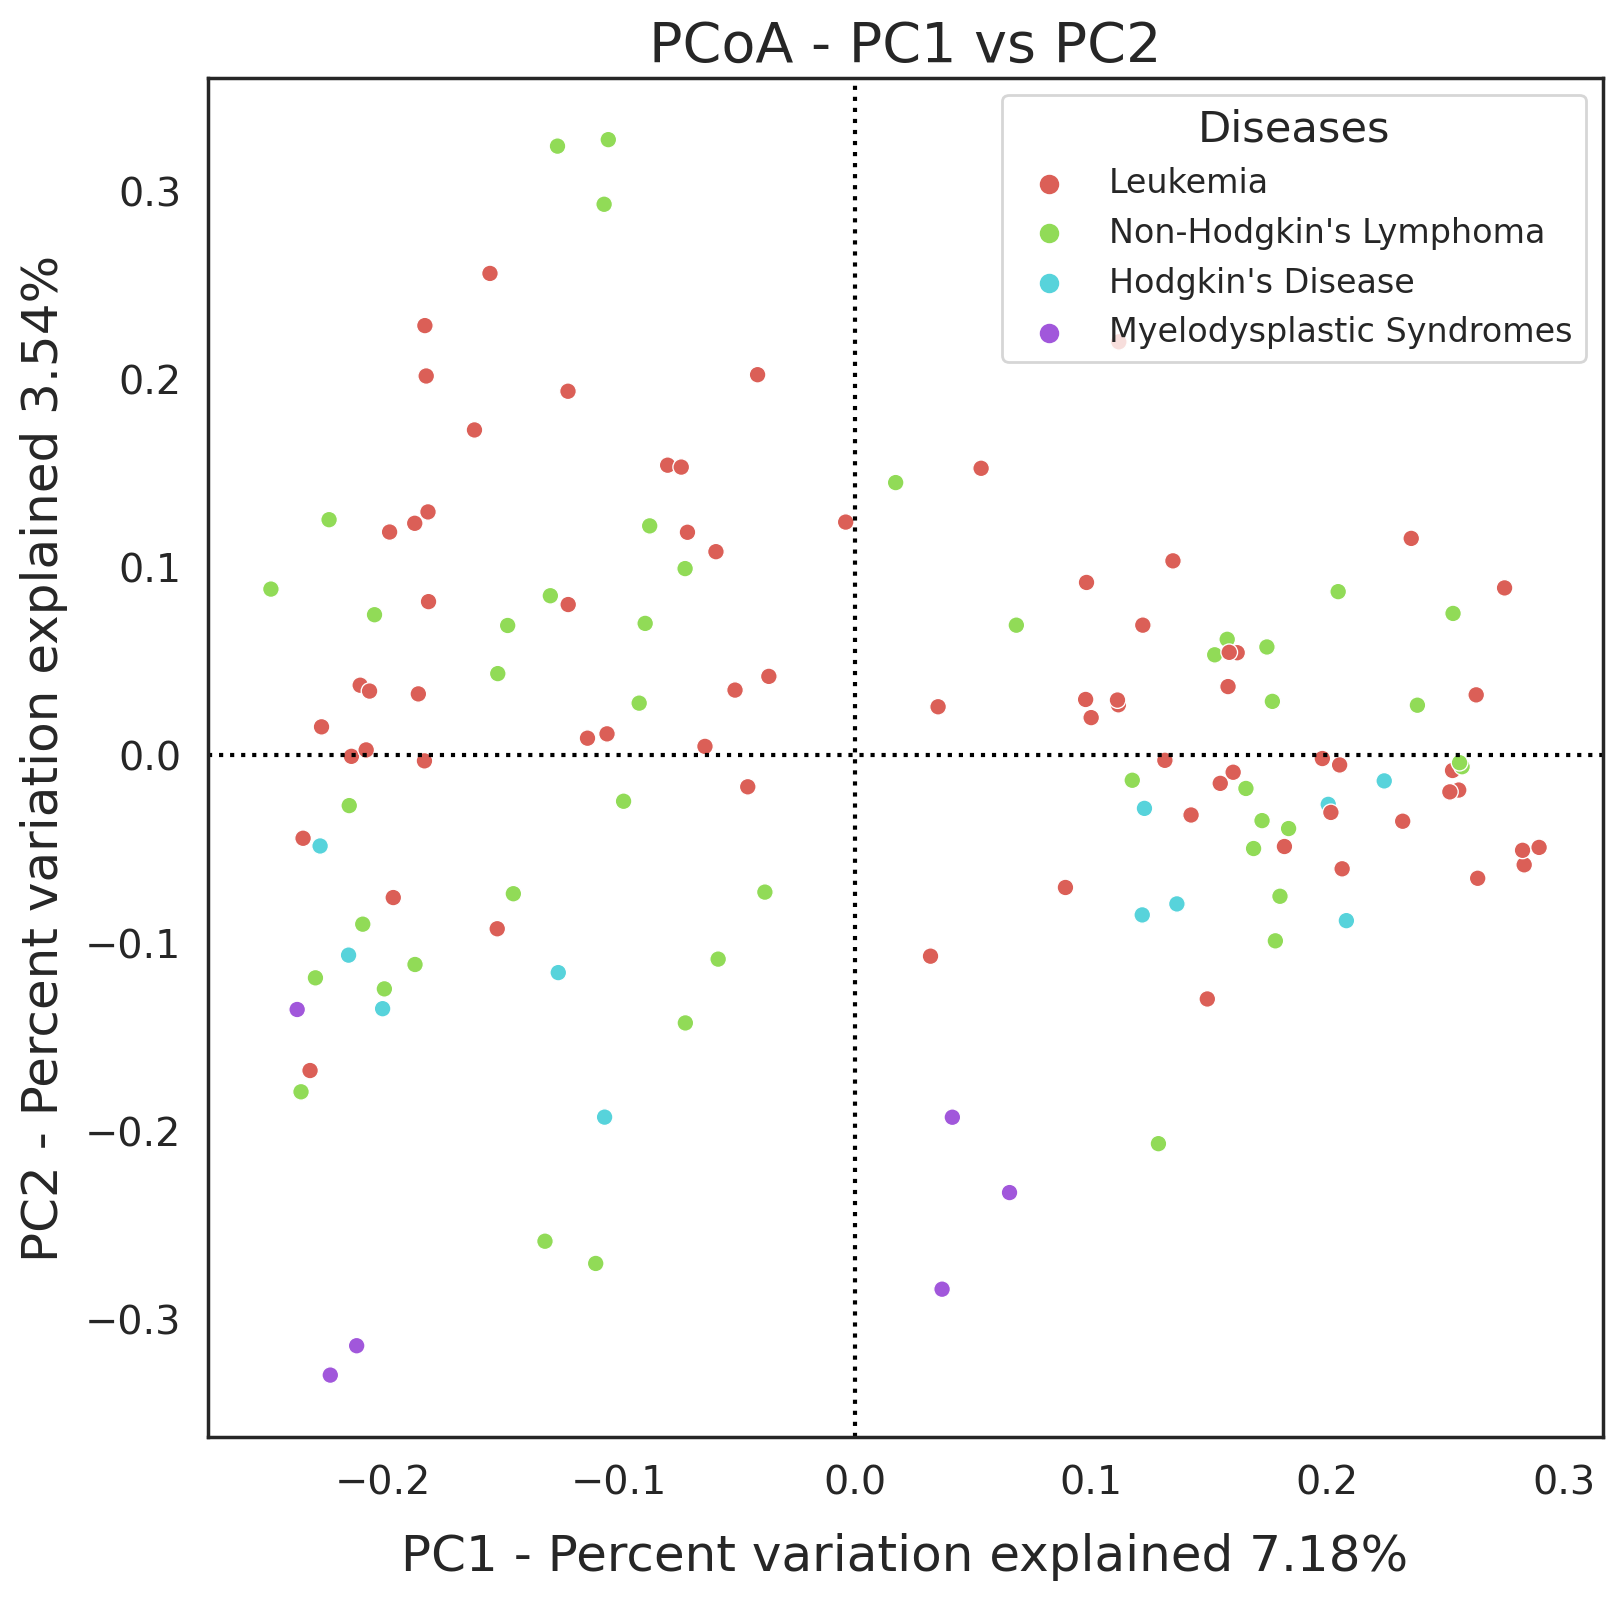 PCoA - PC1 vs PC2
Diseases
Leukemia
Non-Hodgkin's Lymphoma
Hodgkin's Disease
Myelodysplastic Syndromes
PC2 - Percent variation explained 3.54%
0.3
0.2
0.1
0.0
−0.1
−0.2
−0.3
−0.2 −0.1 0.0 0.1 0.2 0.3
PC1 - Percent variation explained 7.18%